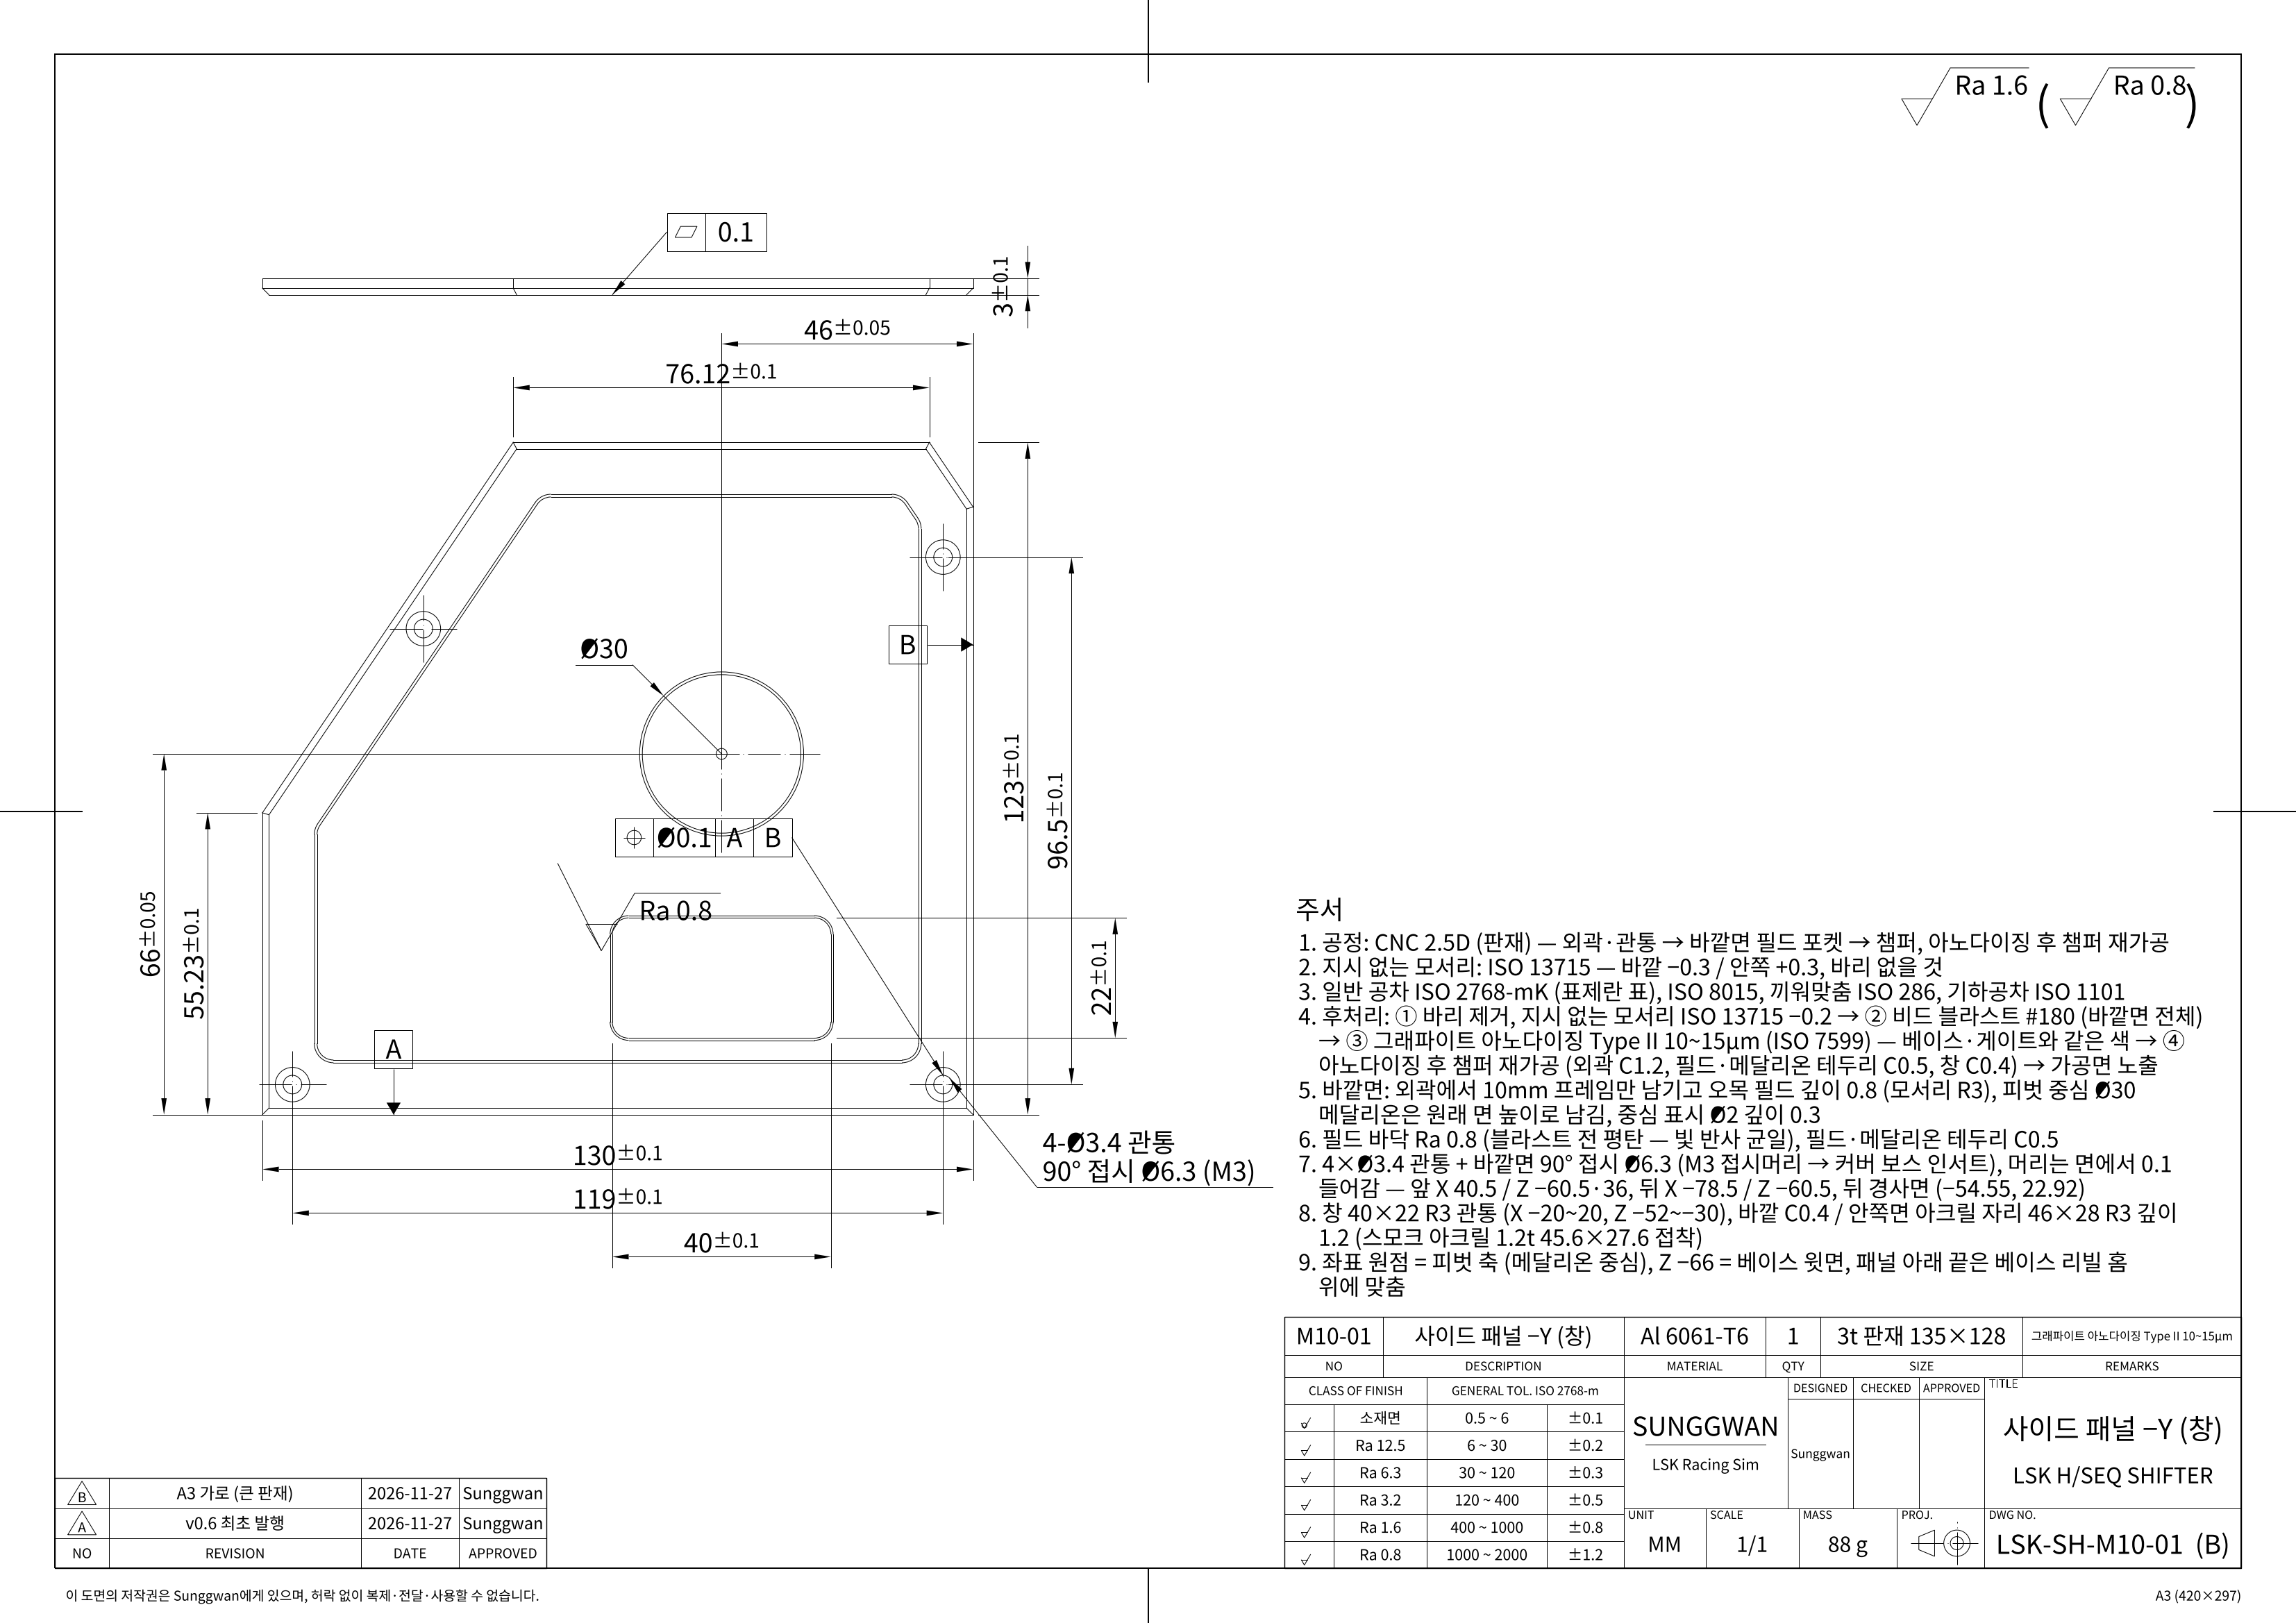 Ra 1.6 ( Ra 0.8 )
0.1
3±0.1
46±0.05
76.12±0.1
B
Ø30
123±0.1
96.5±0.1
Ø0.1 A B
66±0.05
55.23±0.1
Ra 0.8
22±0.1
A
130±0.1
119±0.1
40±0.1
4-Ø3.4 관통
90° 접시 Ø6.3 (M3)
주서
1. 공정: CNC 2.5D (판재) — 외곽·관통 → 바깥면 필드 포켓 → 챔퍼, 아노다이징 후 챔퍼 재가공
2. 지시 없는 모서리: ISO 13715 — 바깥 −0.3 / 안쪽 +0.3, 바리 없을 것
3. 일반 공차 ISO 2768-mK (표제란 표), ISO 8015, 끼워맞춤 ISO 286, 기하공차 ISO 1101
4. 후처리: ① 바리 제거, 지시 없는 모서리 ISO 13715 −0.2 → ② 비드 블라스트 #180 (바깥면 전체)
→ ③ 그래파이트 아노다이징 Type II 10~15μm (ISO 7599) — 베이스·게이트와 같은 색 → ④
아노다이징 후 챔퍼 재가공 (외곽 C1.2, 필드·메달리온 테두리 C0.5, 창 C0.4) → 가공면 노출
5. 바깥면: 외곽에서 10mm 프레임만 남기고 오목 필드 깊이 0.8 (모서리 R3), 피벗 중심 Ø30
메달리온은 원래 면 높이로 남김, 중심 표시 Ø2 깊이 0.3
6. 필드 바닥 Ra 0.8 (블라스트 전 평탄 — 빛 반사 균일), 필드·메달리온 테두리 C0.5
7. 4×Ø3.4 관통 + 바깥면 90° 접시 Ø6.3 (M3 접시머리 → 커버 보스 인서트), 머리는 면에서 0.1
들어감 — 앞 X 40.5 / Z −60.5·36, 뒤 X −78.5 / Z −60.5, 뒤 경사면 (−54.55, 22.92)
8. 창 40×22 R3 관통 (X −20~20, Z −52~−30), 바깥 C0.4 / 안쪽면 아크릴 자리 46×28 R3 깊이
1.2 (스모크 아크릴 1.2t 45.6×27.6 접착)
9. 좌표 원점 = 피벗 축 (메달리온 중심), Z −66 = 베이스 윗면, 패널 아래 끝은 베이스 리빌 홈
위에 맞춤
M10-01 사이드 패널 −Y (창) Al 6061-T6 1 3t 판재 135×128 그래파이트 아노다이징 Type II 10~15μm
NO DESCRIPTION MATERIAL QTY SIZE REMARKS
CLASS OF FINISH GENERAL TOL. ISO 2768-m
소재면 0.5 ~ 6 ±0.1
Ra 12.5 6 ~ 30 ±0.2
Ra 6.3 30 ~ 120 ±0.3
Ra 3.2 120 ~ 400 ±0.5
Ra 1.6 400 ~ 1000 ±0.8
Ra 0.8 1000 ~ 2000 ±1.2
SUNGGWAN
LSK Racing Sim
DESIGNED CHECKED APPROVED
Sunggwan
TITLE
사이드 패널 −Y (창)
LSK H/SEQ SHIFTER
UNIT SCALE MASS PROJ. DWG NO.
MM 1/1 88 g LSK-SH-M10-01 (B)
B A3 가로 (큰 판재) 2026-11-27 Sunggwan
A v0.6 최초 발행 2026-11-27 Sunggwan
NO REVISION DATE APPROVED
이 도면의 저작권은 Sunggwan에게 있으며, 허락 없이 복제·전달·사용할 수 없습니다.
A3 (420×297)